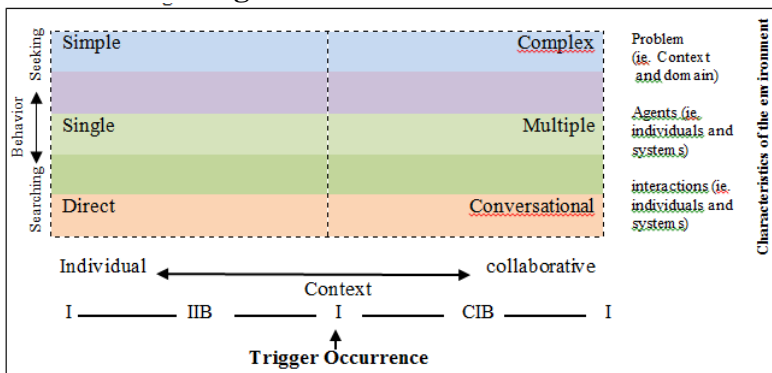 Seeking
Behavior
Searching
Simple
Complex
Single
Multiple
Direct
Conversational
Problem
(ie. Context
and domain)
Agents (ie.
individuals and
systems)
interactions (ie.
individuals and
systems)
Characteristics of the environment
Individual
collaborative
Context
I
IIB
I
CIB
I
Trigger Occurrence